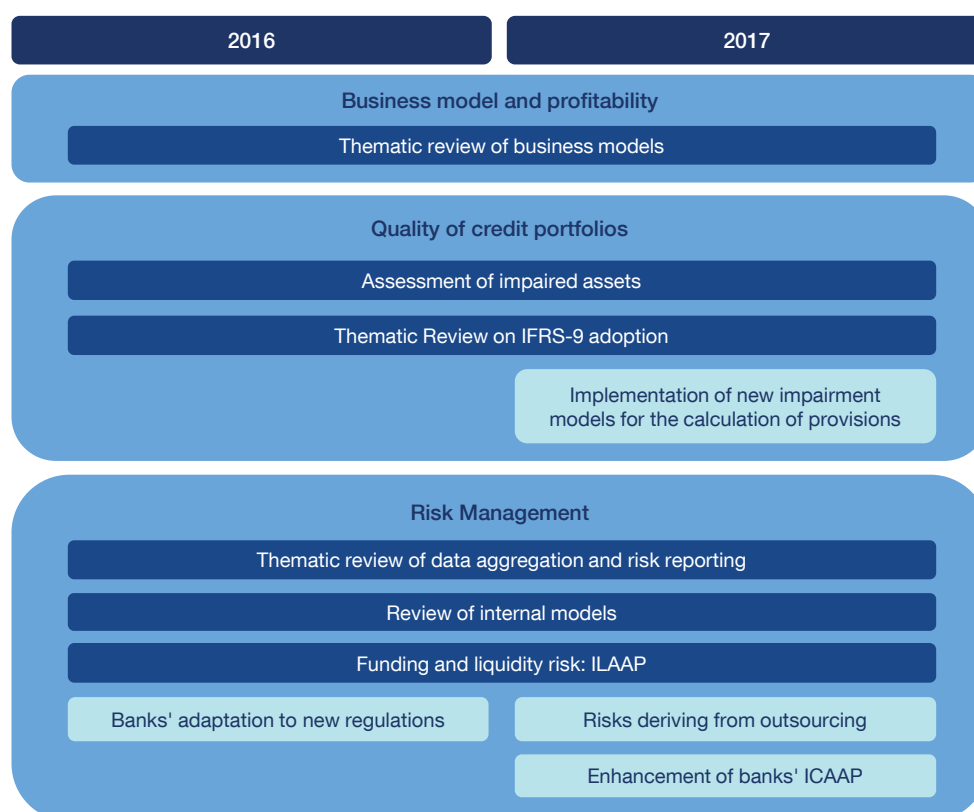 2016
2017
Business model and profitability
Thematic review of business models
Quality of credit portfolios
Assessment of impaired assets
Thematic Review on IFRS-9 adoption
Implementation of new impairment
models for the calculation of provisions
Risk Management
Thematic review of data aggregation and risk reporting
Review of internal models
Funding and liquidity risk: ILAAP
Banks' adaptation to new regulations
Risks deriving from outsourcing
Enhancement of banks' ICAAP